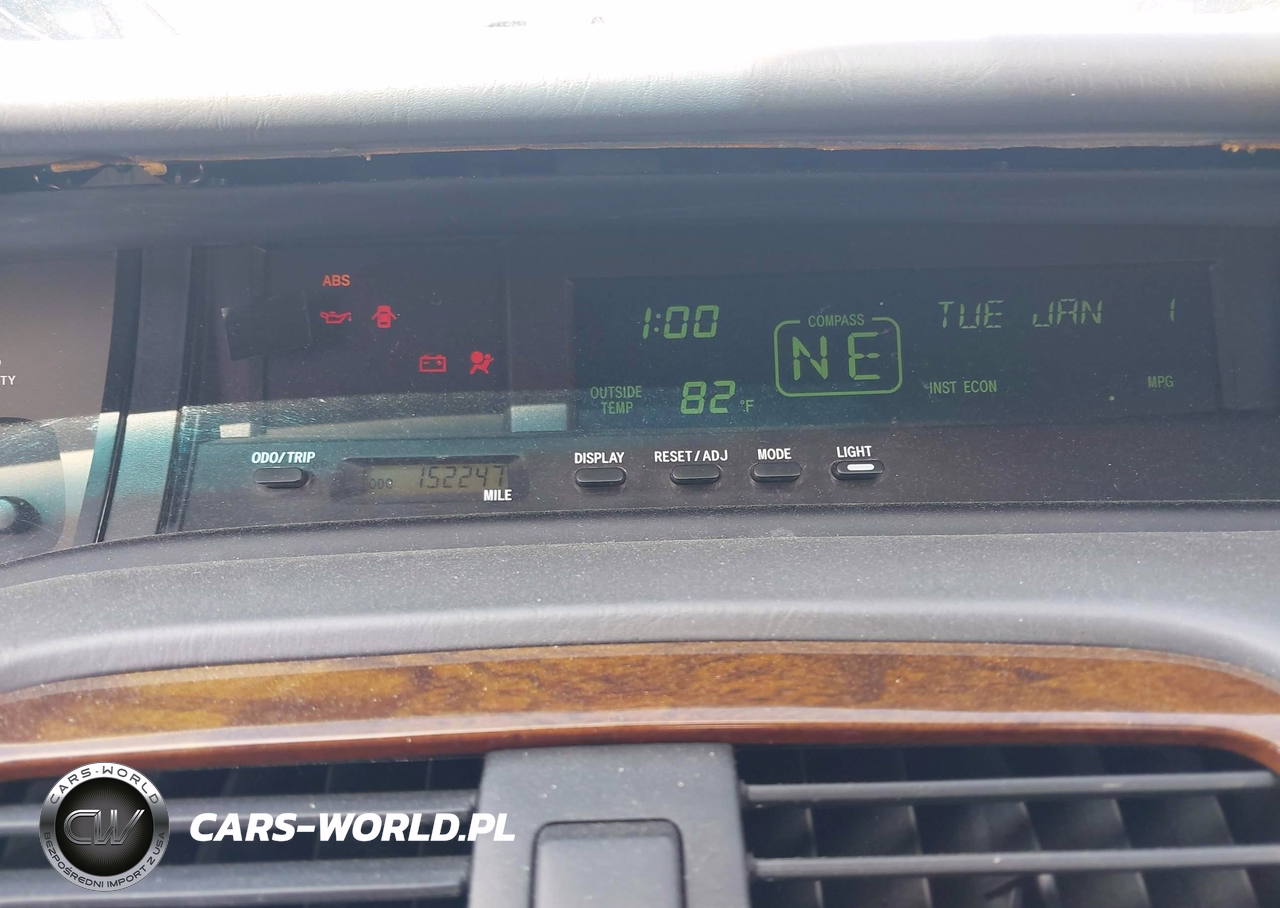 ABS
1:00
COMPASS
NE
TUE JAN 1
TY
OUTSIDE
TEMP
82 °F
INST ECON
MPG
ODO/TRIP
ODO 152247
MILE
DISPLAY
RESET/ADJ
MODE
LIGHT
CARS-WORLD
CW
BEZPOŚREDNI IMPORT Z USA
CARS-WORLD.PL